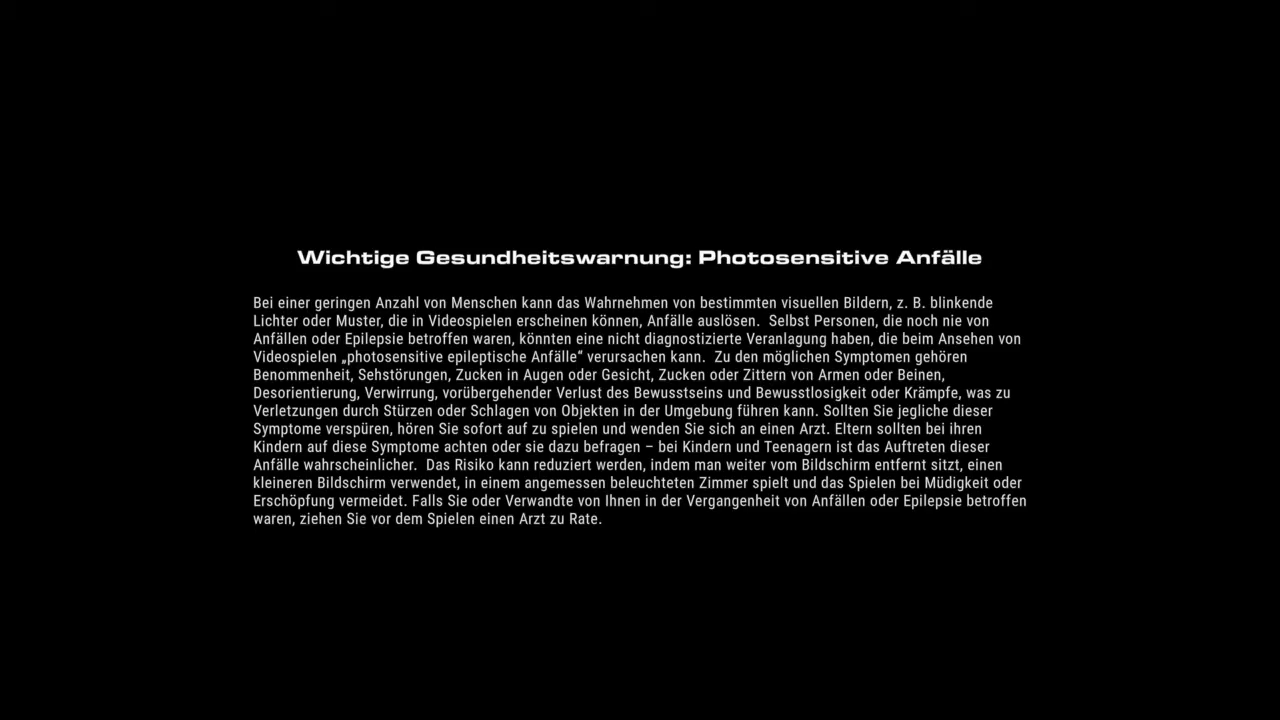 Wichtige Gesundheitswarnung: Photosensitive Anfälle
Bei einer geringen Anzahl von Menschen kann das Wahrnehmen von bestimmten visuellen Bildern, z. B. blinkende
Lichter oder Muster, die in Videospielen erscheinen können, Anfälle auslösen.  Selbst Personen, die noch nie von
Anfällen oder Epilepsie betroffen waren, könnten eine nicht diagnostizierte Veranlagung haben, die beim Ansehen von
Videospielen „photosensitive epileptische Anfälle“ verursachen kann.  Zu den möglichen Symptomen gehören
Benommenheit, Sehstörungen, Zucken in Augen oder Gesicht, Zucken oder Zittern von Armen oder Beinen,
Desorientierung, Verwirrung, vorübergehender Verlust des Bewusstseins und Bewusstlosigkeit oder Krämpfe, was zu
Verletzungen durch Stürzen oder Schlagen von Objekten in der Umgebung führen kann. Sollten Sie jegliche dieser
Symptome verspüren, hören Sie sofort auf zu spielen und wenden Sie sich an einen Arzt. Eltern sollten bei ihren
Kindern auf diese Symptome achten oder sie dazu befragen – bei Kindern und Teenagern ist das Auftreten dieser
Anfälle wahrscheinlicher.  Das Risiko kann reduziert werden, indem man weiter vom Bildschirm entfernt sitzt, einen
kleineren Bildschirm verwendet, in einem angemessen beleuchteten Zimmer spielt und das Spielen bei Müdigkeit oder
Erschöpfung vermeidet. Falls Sie oder Verwandte von Ihnen in der Vergangenheit von Anfällen oder Epilepsie betroffen
waren, ziehen Sie vor dem Spielen einen Arzt zu Rate.